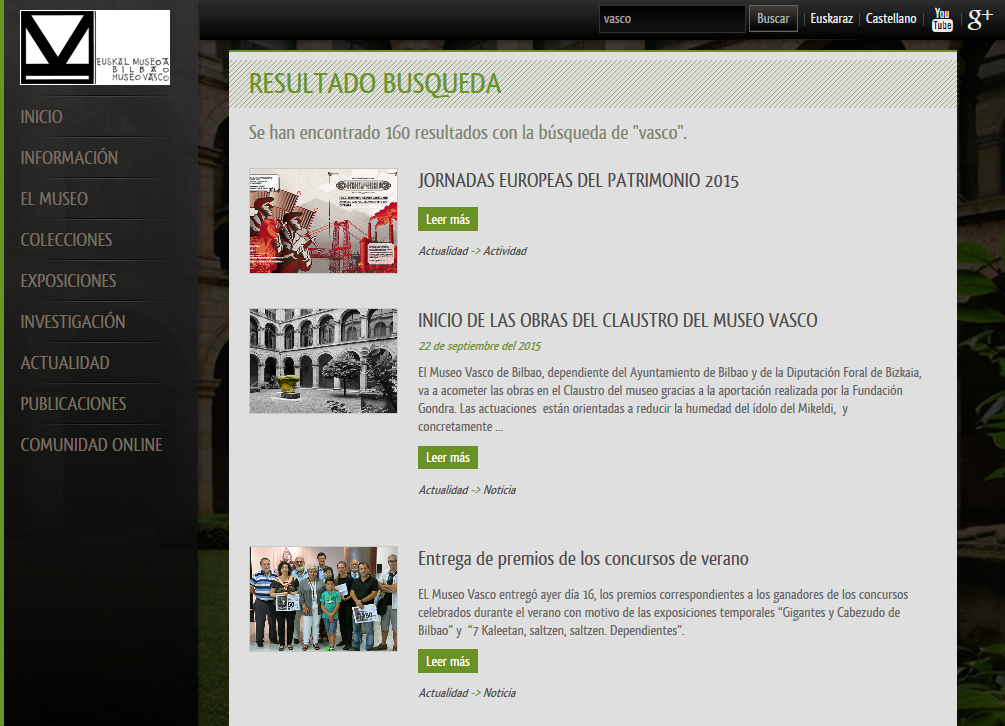 vasco
Buscar
Euskaraz
Castellano
You
Tube
g+
EUSKAL MUSEOA
BILBAO
MUSEO VASCO
INICIO
INFORMACIÓN
EL MUSEO
COLECCIONES
EXPOSICIONES
INVESTIGACIÓN
ACTUALIDAD
PUBLICACIONES
COMUNIDAD ONLINE
RESULTADO BUSQUEDA
Se han encontrado 160 resultados con la búsqueda de "vasco".
JORNADAS EUROPEAS DEL PATRIMONIO 2015
Leer más
Actualidad -> Actividad
INICIO DE LAS OBRAS DEL CLAUSTRO DEL MUSEO VASCO
22 de septiembre del 2015
El Museo Vasco de Bilbao, dependiente del Ayuntamiento de Bilbao y de la Diputación Foral de Bizkaia,
va a acometer las obras en el Claustro del museo gracias a la aportación realizada por la Fundación
Gondra. Las actuaciones están orientadas a reducir la humedad del ídolo del Mikeldi, y
concretamente ...
Leer más
Actualidad -> Noticia
Entrega de premios de los concursos de verano
EL Museo Vasco entregó ayer día 16, los premios correspondientes a los ganadores de los concursos
celebrados durante el verano con motivo de las exposiciones temporales “Gigantes y Cabezudo de
Bilbao” y “7 Kaleetan, saltzen, saltzen. Dependientes”.
Leer más
Actualidad -> Noticia